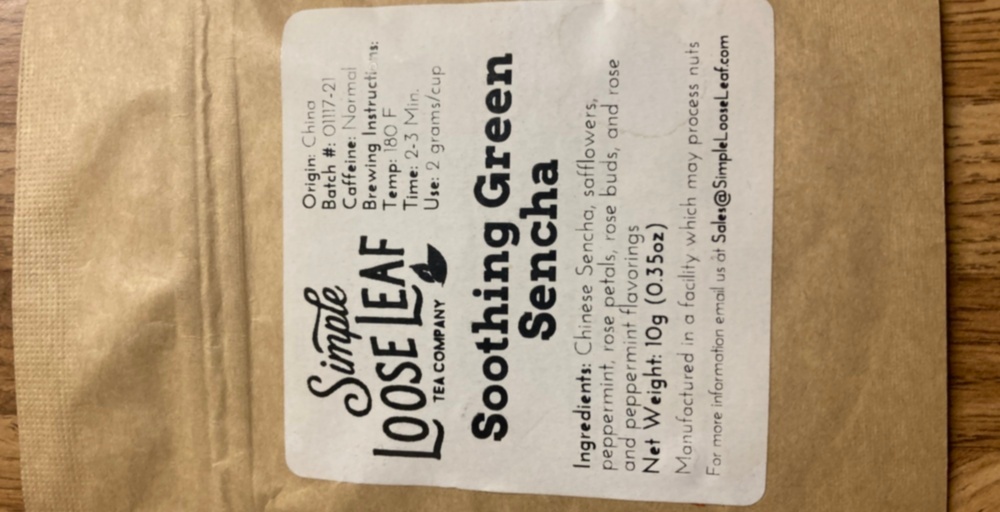 Simple
LOOSE LEAF
TEA COMPANY
Origin: China
Batch #: 01117-21
Caffeine: Normal
Brewing Instructions:
Temp: 180 F
Time: 2-3 Min.
Use: 2 grams/cup
Soothing Green
Sencha
Ingredients: Chinese Sencha, safflowers,
peppermint, rose petals, rose buds, and rose
and peppermint flavorings
Net Weight: 10g (0.35oz)
Manufactured in a facility which may process nuts
For more information email us at Sales@SimpleLooseLeaf.com